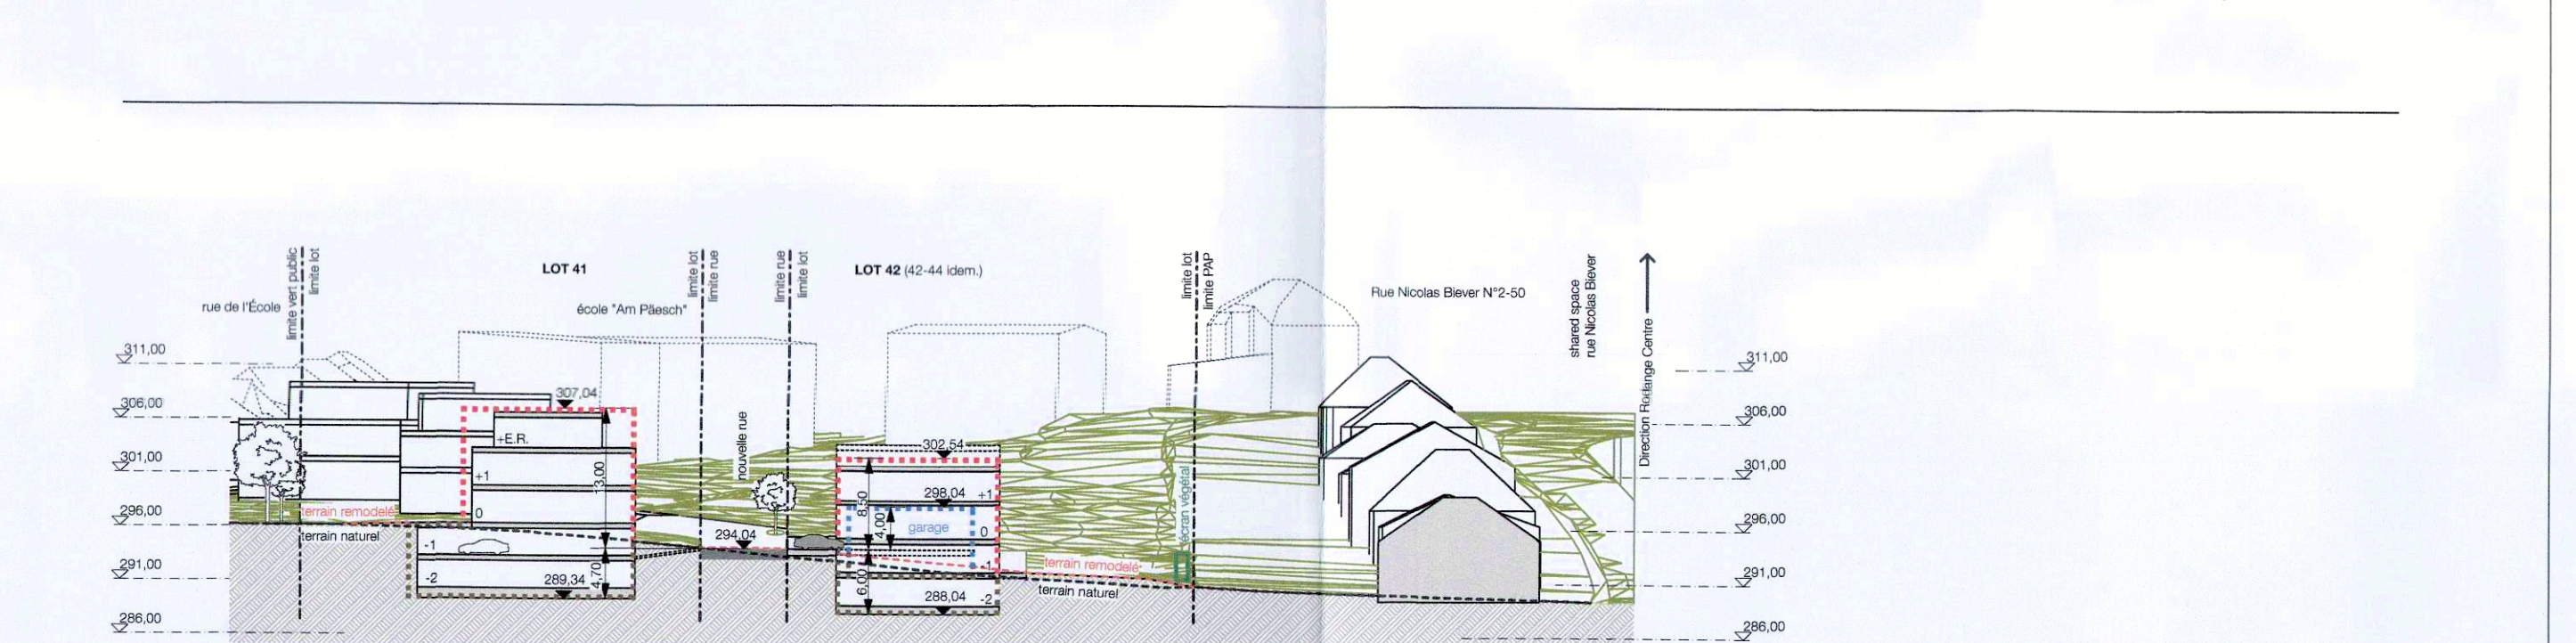 limite vert public
limite lot
LOT 41
limite lot
limite rue
limite rue
limite lot
LOT 42 (42-44 idem.)
limite lot
limite PAP
rue de l'École
école "Am Päesch"
Rue Nicolas Biever N°2-50
shared space
rue Nicolas Biever
Direction Rodange Centre
311,00
311,00
307,04
306,00
306,00
+E.R.
nouvelle rue
302,54
301,00
301,00
+1
13,00
8,50
298,04
+1
écran végétal
296,00
terrain remodelé
0
4,00
garage
0
296,00
terrain naturel
294,04
-1
-1
terrain remodelé
291,00
-2
289,34
4,70
6,00
288,04
-2
terrain naturel
291,00
286,00
286,00